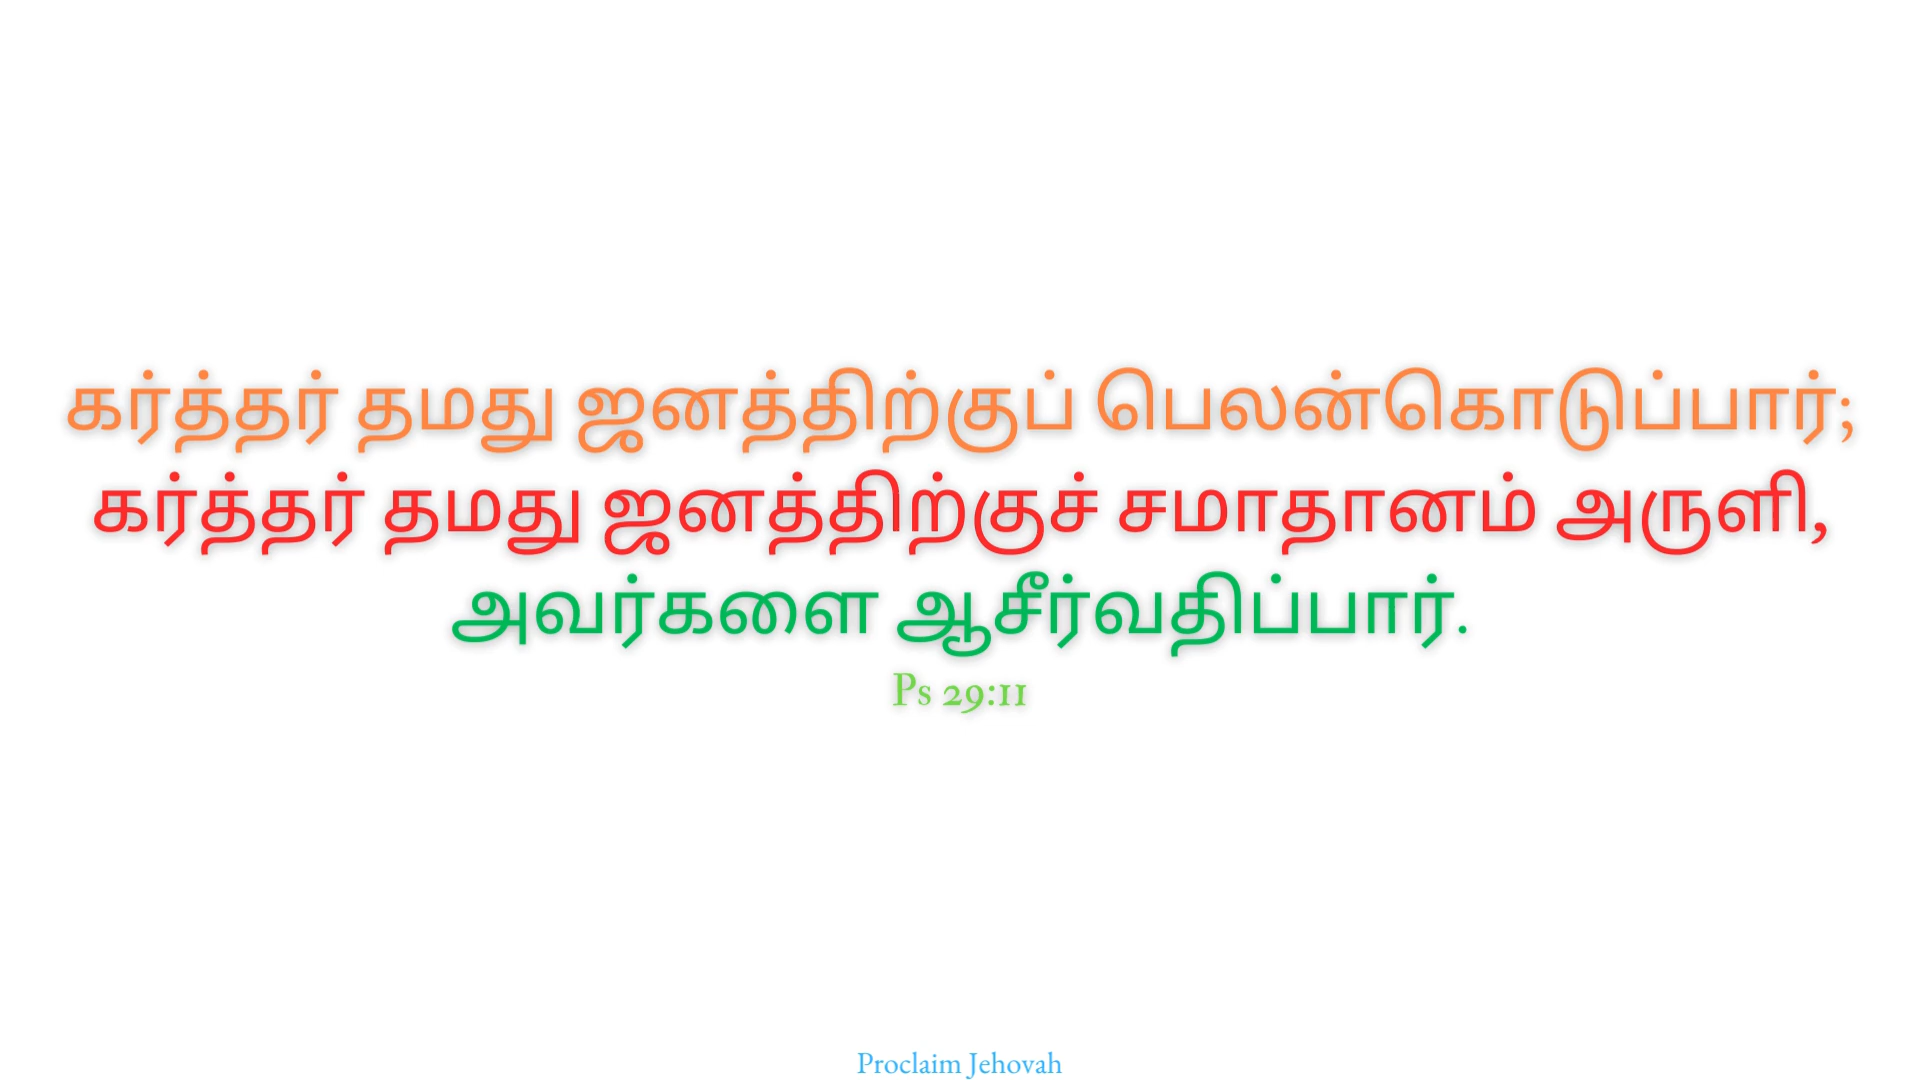 கர்த்தர் தமது ஜனத்திற்குப் பெலன்கொடுப்பார்;
கர்த்தர் தமது ஜனத்திற்குச் சமாதானம் அருளி,
அவர்களை ஆசீர்வதிப்பார்.
Ps 29:11
Proclaim Jehovah